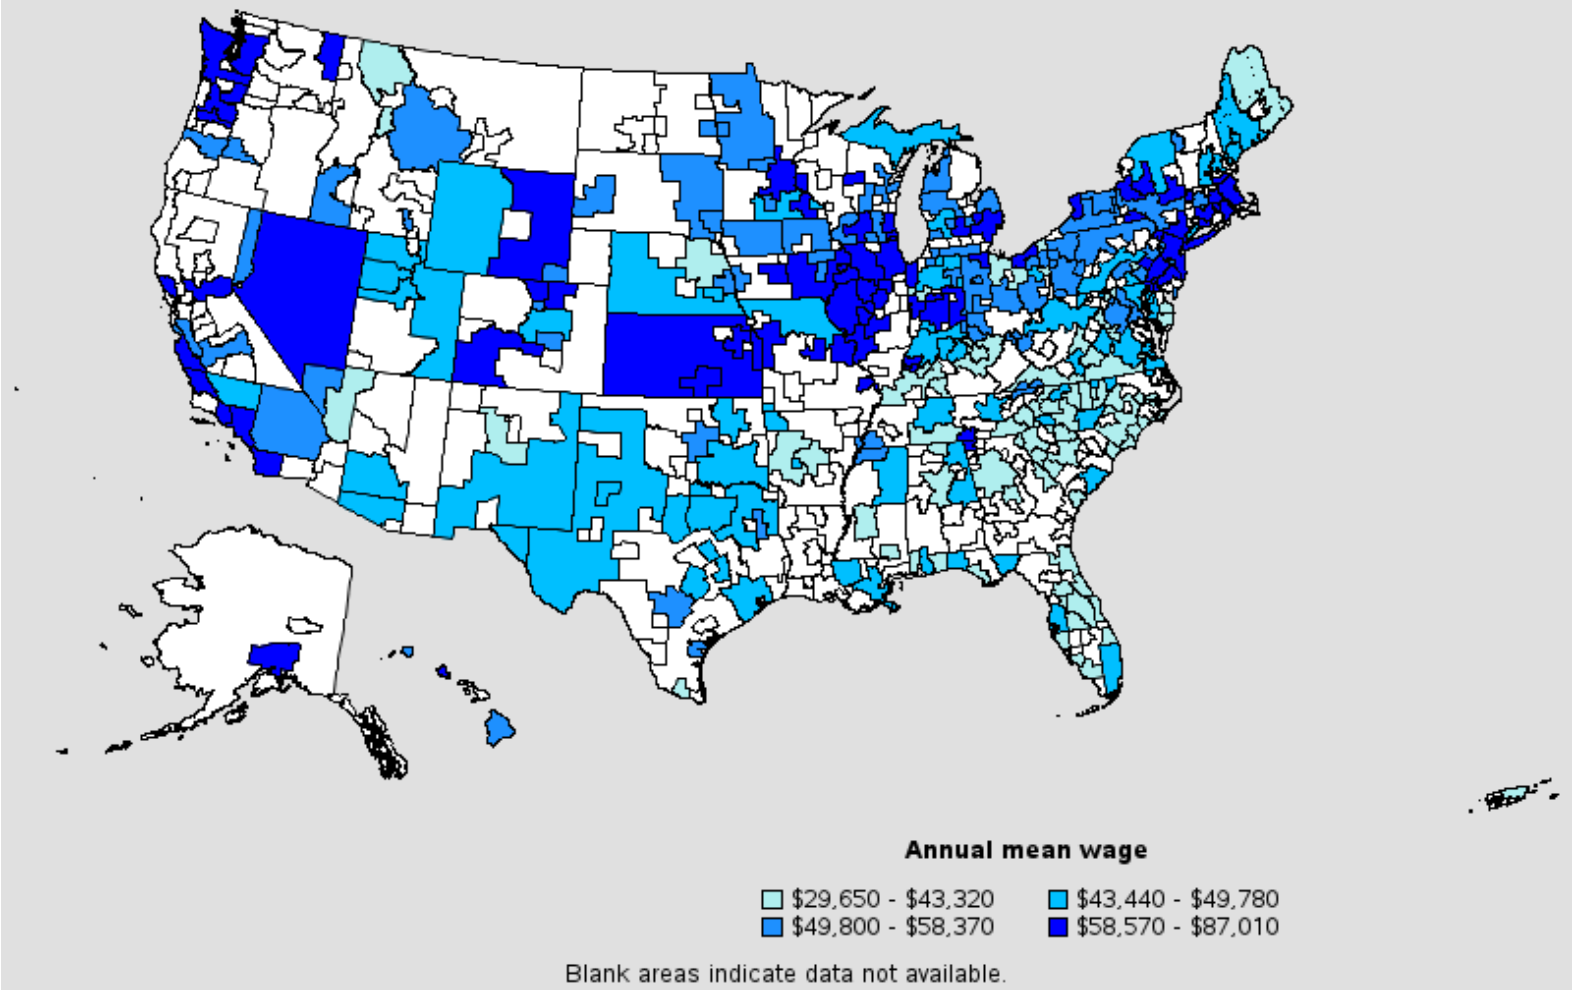 Annual mean wage
$29,650 - $43,320 $43,440 - $49,780
$49,800 - $58,370 $58,570 - $87,010
Blank areas indicate data not available.